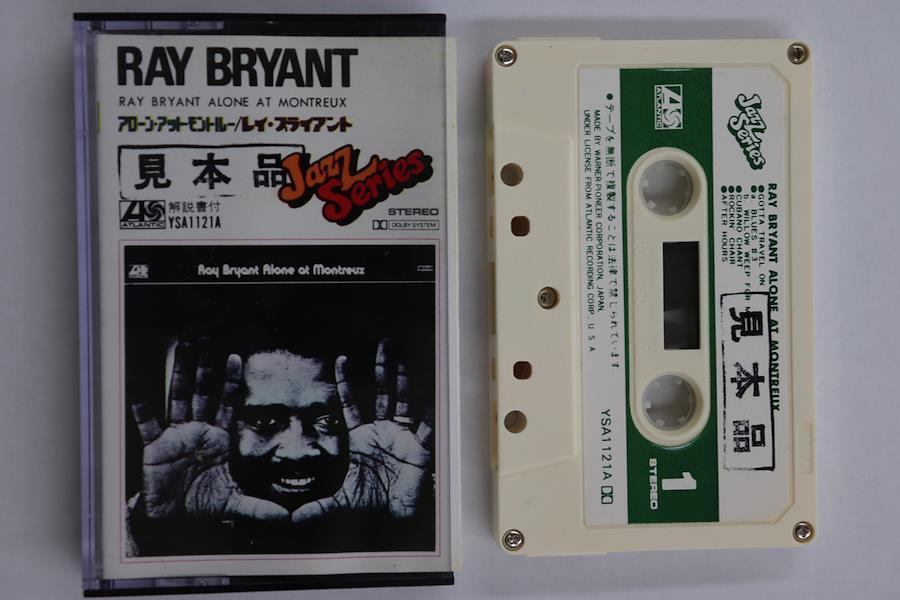 RAY BRYANT
RAY BRYANT ALONE AT MONTREUX
アローン・アット・モントルー/レイ・ブライアント
見本品
Jazz Series
ATLANTIC
解説書付
YSA1121A
STEREO
DOLBY SYSTEM
Ray Bryant Alone at Montreux
ATLANTIC
Jazz Series
RAY BRYANT ALONE AT MONTREUX
●GOTTA TRAVEL ON
●a. BLUES #3
b. WILLOW WEEP FOR
●CUBANO CHANT
●ROCKIN' CHAIR
AFTER HOURS
見本品
1
STEREO
●テープを無断で複製することは法律で禁じられています
MADE BY WARNER-PIONEER CORPORATION, JAPAN
UNDER LICENSE FROM ATLANTIC RECORDING CORP., U.S.A
YSA1121A